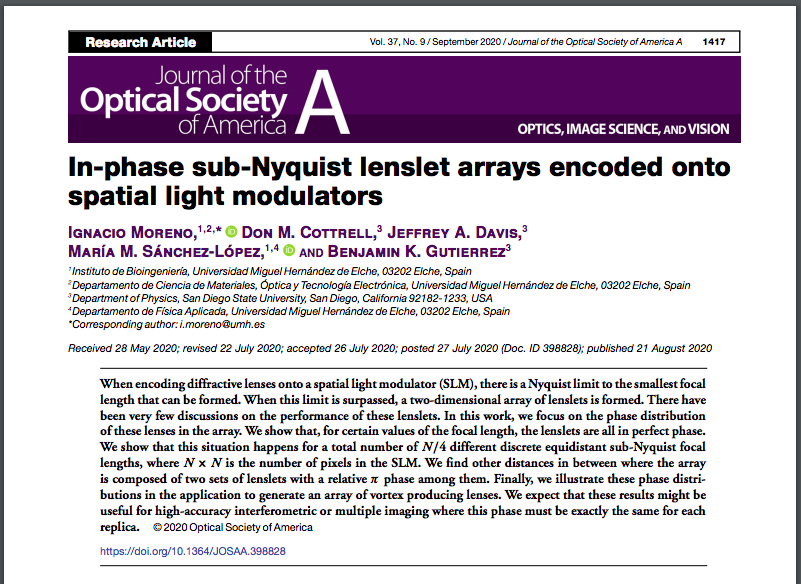 Research Article
Vol. 37, No. 9 / September 2020 / Journal of the Optical Society of America A 1417
Journal of the
Optical Society
of America
A
OPTICS, IMAGE SCIENCE, AND VISION
In-phase sub-Nyquist lenslet arrays encoded onto
spatial light modulators
Ignacio Moreno,1,2,* iD Don M. Cottrell,3 Jeffrey A. Davis,3
María M. Sánchez-López,1,4 iD and Benjamin K. Gutierrez3
1Instituto de Bioingeniería, Universidad Miguel Hernández de Elche, 03202 Elche, Spain
2Departamento de Ciencia de Materiales, Óptica y Tecnología Electrónica, Universidad Miguel Hernández de Elche, 03202 Elche, Spain
3Department of Physics, San Diego State University, San Diego, California 92182-1233, USA
4Departamento de Física Aplicada, Universidad Miguel Hernández de Elche, 03202 Elche, Spain
*Corresponding author: i.moreno@umh.es
Received 28 May 2020; revised 22 July 2020; accepted 26 July 2020; posted 27 July 2020 (Doc. ID 398828); published 21 August 2020
When encoding diffractive lenses onto a spatial light modulator (SLM), there is a Nyquist limit to the smallest focal
length that can be formed. When this limit is surpassed, a two-dimensional array of lenslets is formed. There have
been very few discussions on the performance of these lenslets. In this work, we focus on the phase distribution
of these lenses in the array. We show that, for certain values of the focal length, the lenslets are all in perfect phase.
We show that this situation happens for a total number of N/4 different discrete equidistant sub-Nyquist focal
lengths, where N × N is the number of pixels in the SLM. We find other distances in between where the array
is composed of two sets of lenslets with a relative π phase among them. Finally, we illustrate these phase distri-
butions in the application to generate an array of vortex producing lenses. We expect that these results might be
useful for high-accuracy interferometric or multiple imaging where this phase must be exactly the same for each
replica. © 2020 Optical Society of America
https://doi.org/10.1364/JOSAA.398828